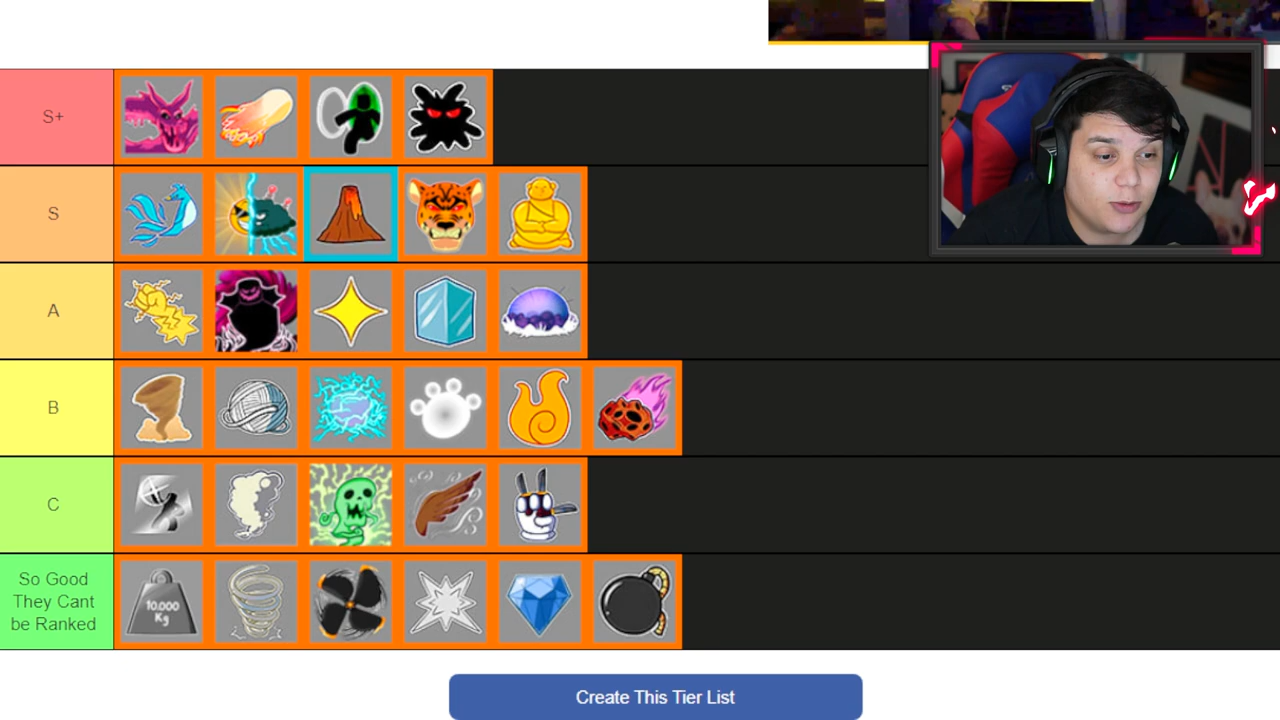 S+
S
A
B
C
So Good
They Cant
be Ranked
10.000
Kg
Create This Tier List